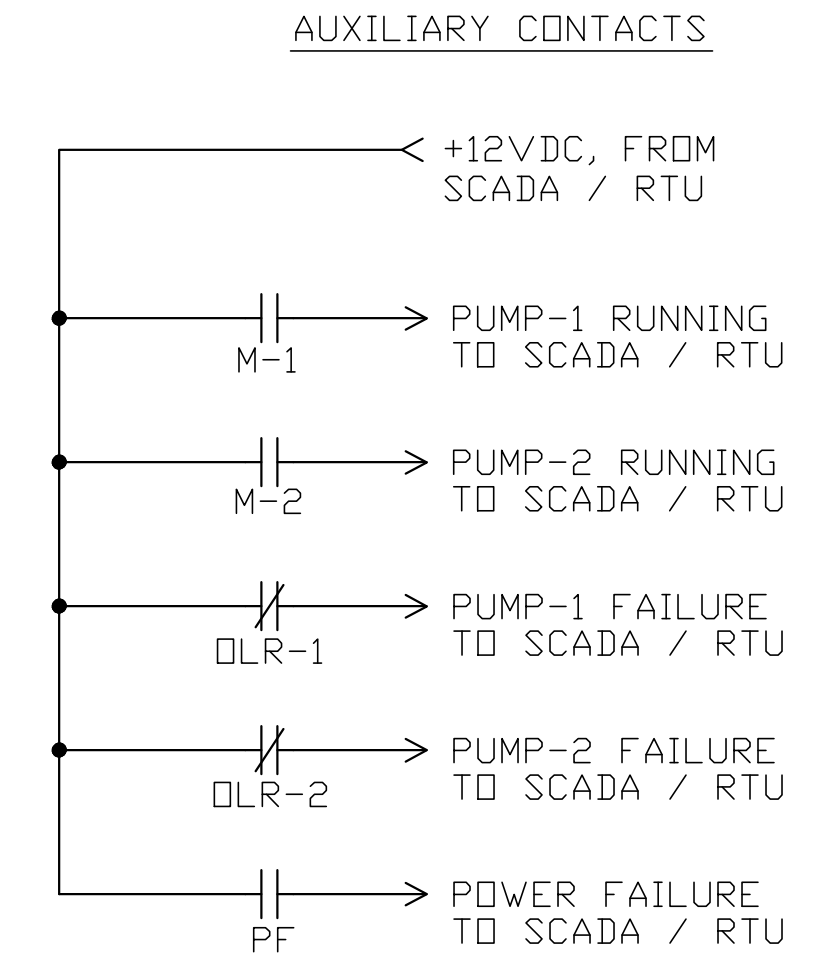 AUXILIARY CONTACTS
+12VDC, FROM
SCADA / RTU
PUMP-1 RUNNING
TO SCADA / RTU
M-1
PUMP-2 RUNNING
TO SCADA / RTU
M-2
PUMP-1 FAILURE
TO SCADA / RTU
OLR-1
PUMP-2 FAILURE
TO SCADA / RTU
OLR-2
POWER FAILURE
TO SCADA / RTU
PF